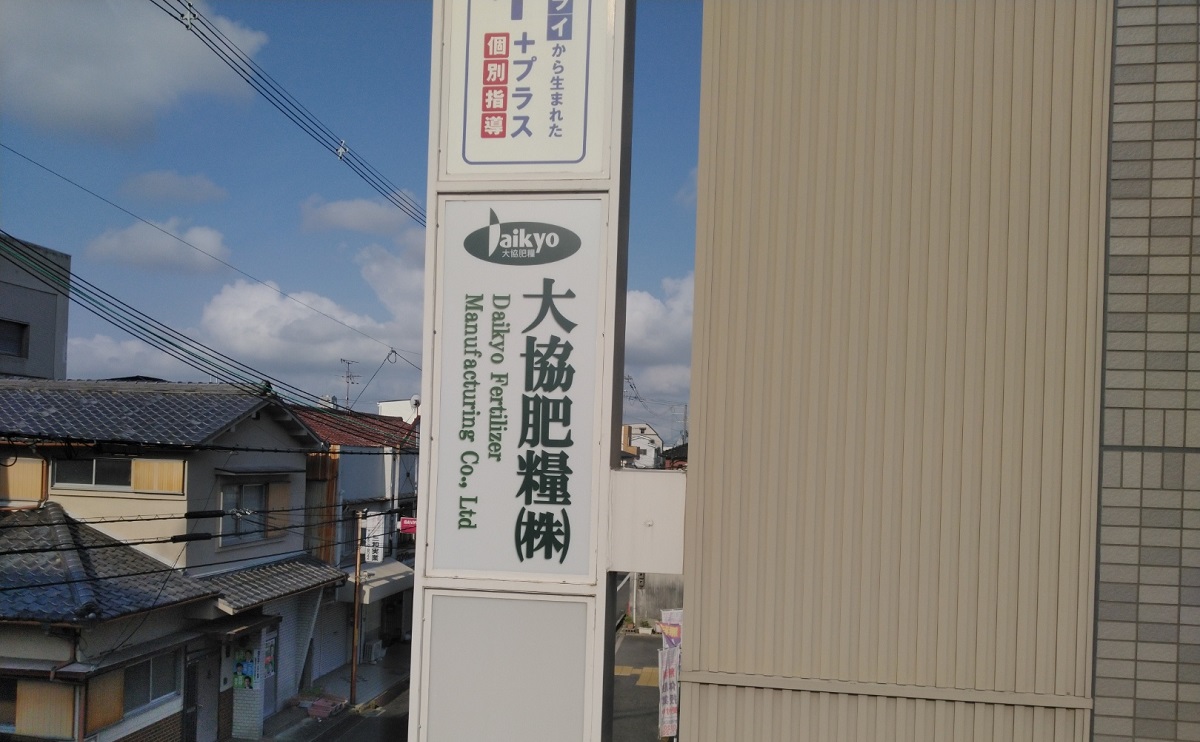 ライから生まれた
+プラス
個別指導
Daikyo
大協肥糧
大協肥糧(株)
Daikyo Fertilizer
Manufacturing Co., Ltd